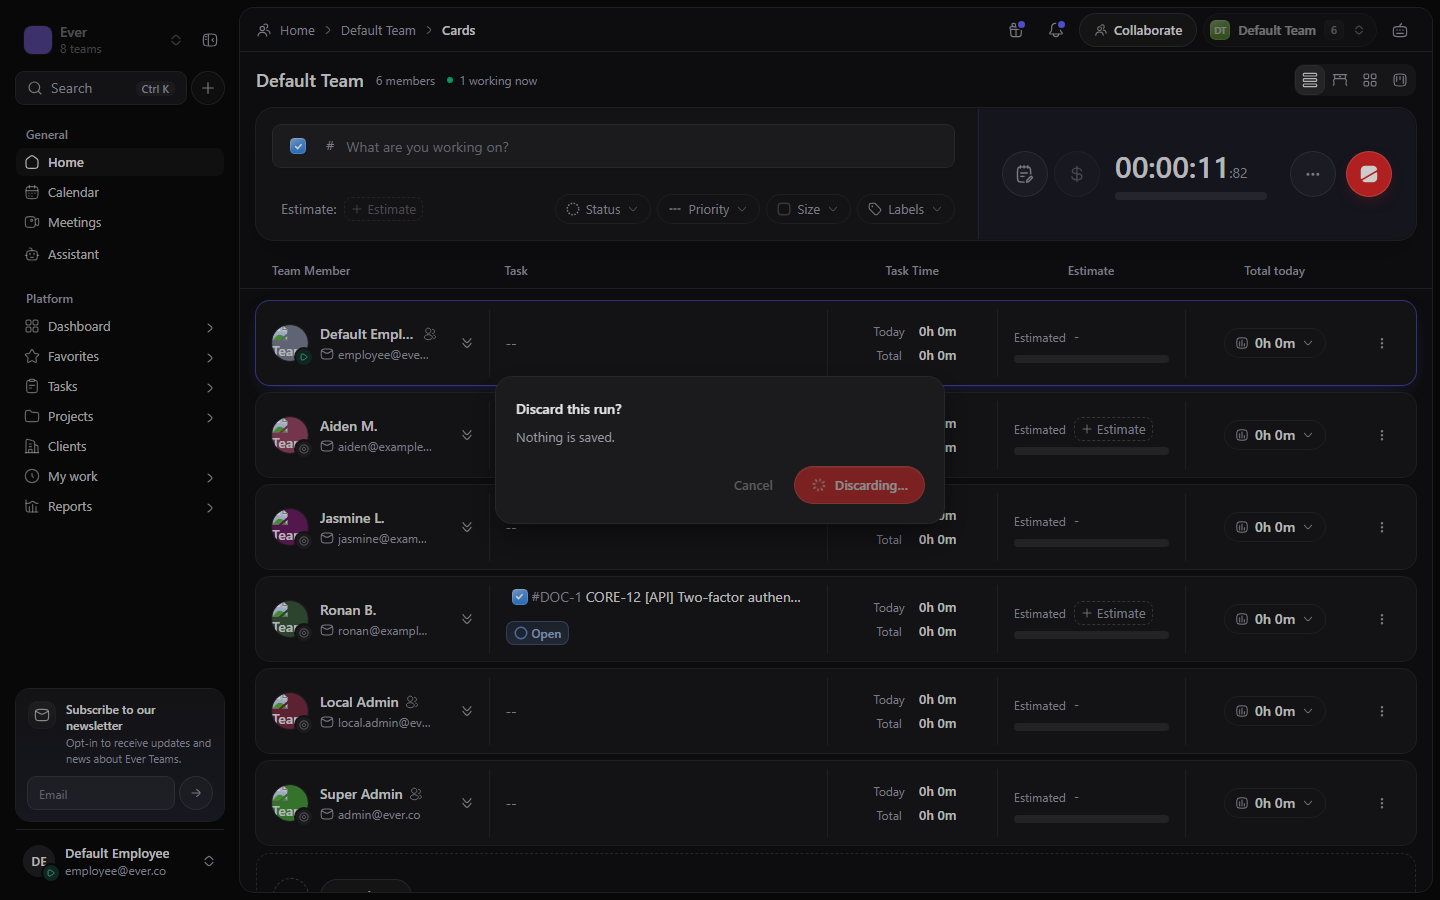 Ever
8 teams
Search
Ctrl K
General
Home
Calendar
Meetings
Assistant
Platform
Dashboard
Favorites
Tasks
Projects
Clients
My work
Reports
Subscribe to our newsletter
Opt-in to receive updates and
news about Ever Teams.
Email
DE
Default Employee
employee@ever.co
Home > Default Team > Cards
Collaborate
DT Default Team 6
Default Team
6 members
1 working now
# What are you working on?
Estimate: + Estimate
Status
Priority
Size
Labels
00:00:11:82
Team Member
Task
Task Time
Estimate
Total today
Default Empl...
employee@eve...
--
Today 0h 0m
Total 0h 0m
Estimated -
0h 0m
Discard this run?
Nothing is saved.
Cancel
Discarding...
Aiden M.
aiden@example...
Estimated + Estimate
0h 0m
Jasmine L.
jasmine@exam...
--
Total 0h 0m
Estimated -
0h 0m
Ronan B.
ronan@exampl...
#DOC-1 CORE-12 [API] Two-factor authen...
Open
Today 0h 0m
Total 0h 0m
Estimated + Estimate
0h 0m
Local Admin
local.admin@ev...
--
Today 0h 0m
Total 0h 0m
Estimated -
0h 0m
Super Admin
admin@ever.co
--
Today 0h 0m
Total 0h 0m
Estimated -
0h 0m